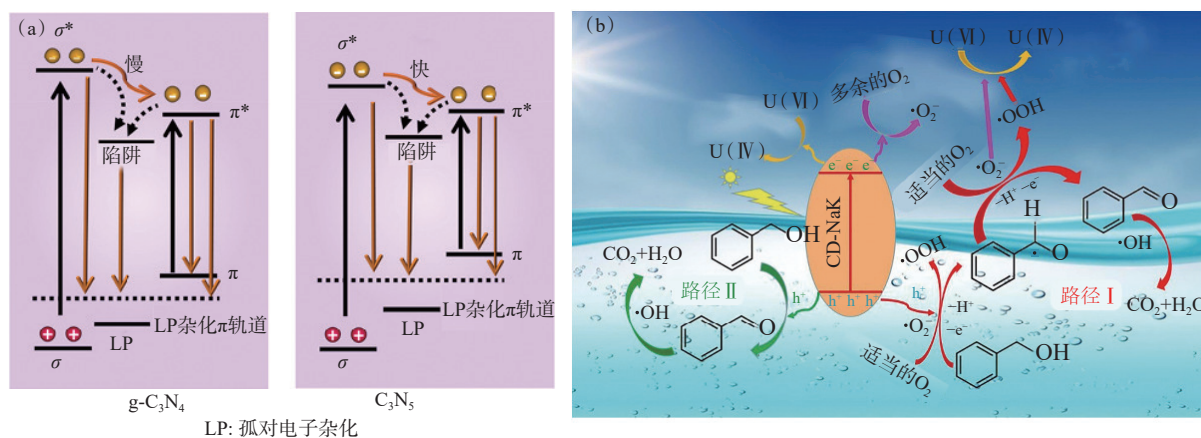 (a)
σ*
慢
π*
陷阱
π
LP杂化π轨道
LP
σ
g-C₃N₄
σ*
快
π*
陷阱
π
LP杂化π轨道
LP
σ
C₃N₅
LP: 孤对电子杂化
(b)
U(Ⅵ) U(Ⅳ)
多余的O₂
U(Ⅵ)
·O₂⁻
·OOH
U(Ⅳ)
e⁻ e⁻ e⁻
适当的O₂
·O₂⁻
−H⁺ −e⁻
H
O
O
·OH
CD-NaK
OH
CO₂+H₂O
·OOH
路径Ⅱ
h⁺
h⁺ h⁺ h⁺
h⁺
−H
−e⁻
路径Ⅰ
CO₂+H₂O
·OH
O
·O₂⁻
适当的O₂
OH